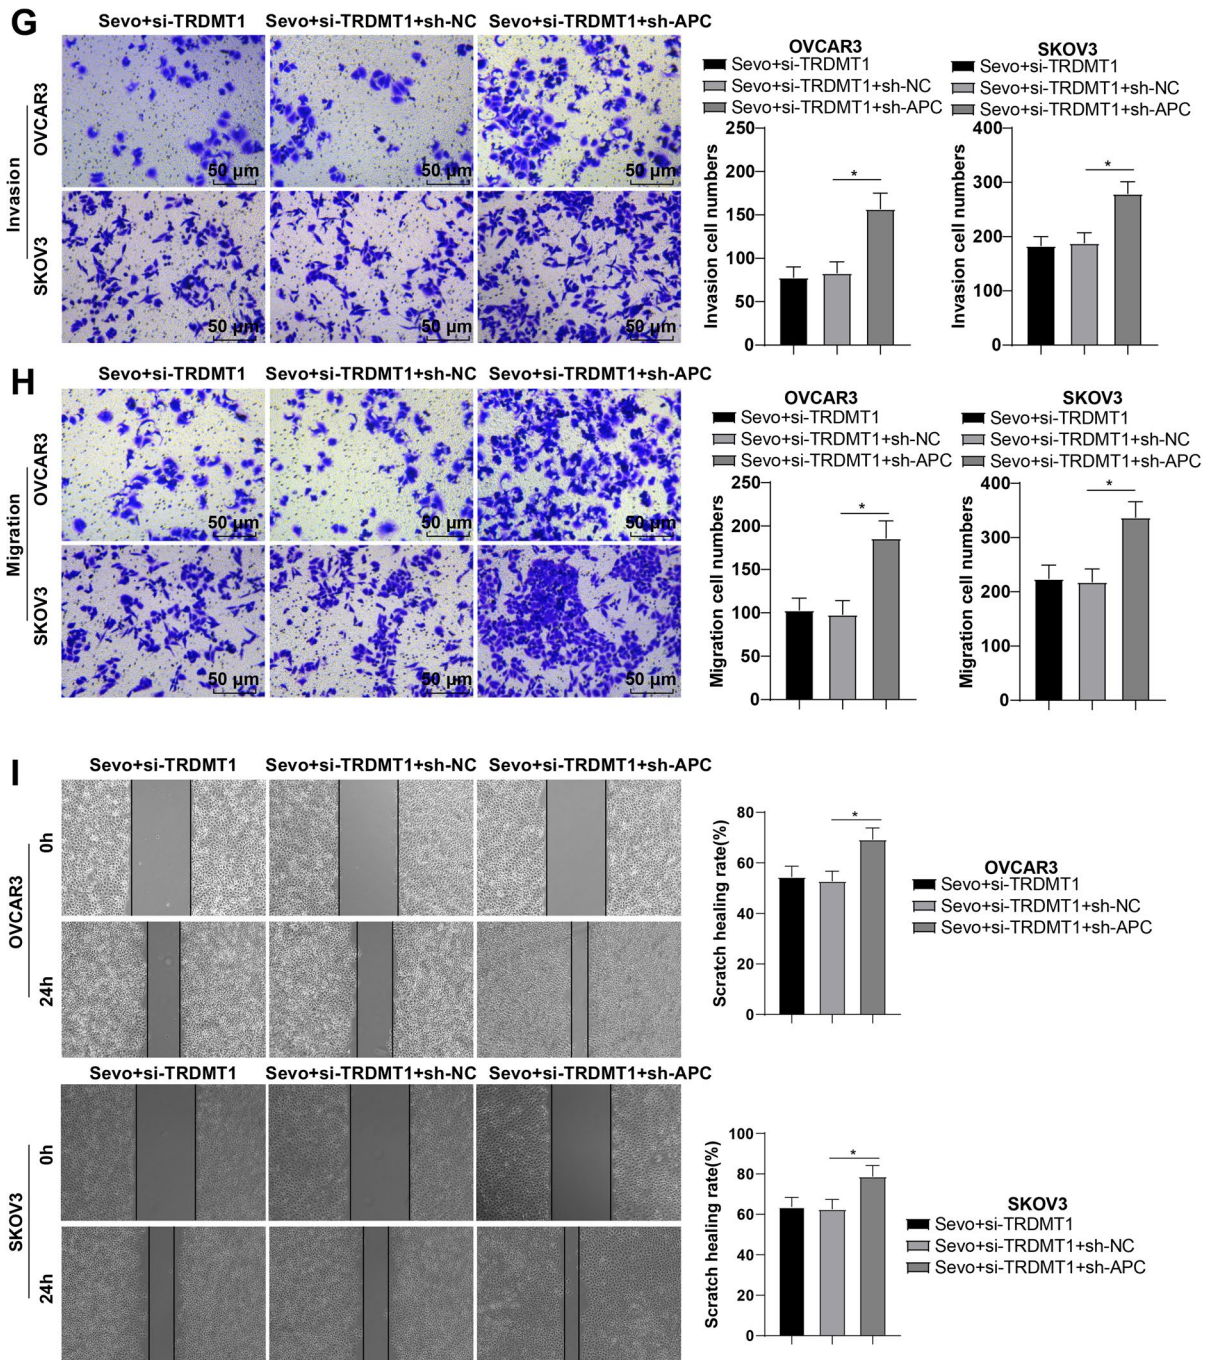 G
Sevo+si-TRDMT1 Sevo+si-TRDMT1+sh-NC Sevo+si-TRDMT1+sh-APC
Invasion
OVCAR3
50 μm 50 μm 50 μm
SKOV3
50 μm 50 μm 50 μm
OVCAR3
Sevo+si-TRDMT1
Sevo+si-TRDMT1+sh-NC
Sevo+si-TRDMT1+sh-APC
Invasion cell numbers
250
200
150
100
50
0
*
SKOV3
Sevo+si-TRDMT1
Sevo+si-TRDMT1+sh-NC
Sevo+si-TRDMT1+sh-APC
Invasion cell numbers
400
300
200
100
0
*
H
Sevo+si-TRDMT1 Sevo+si-TRDMT1+sh-NC Sevo+si-TRDMT1+sh-APC
Migration
OVCAR3
50 μm 50 μm 50 μm
SKOV3
50 μm 50 μm 50 μm
OVCAR3
Sevo+si-TRDMT1
Sevo+si-TRDMT1+sh-NC
Sevo+si-TRDMT1+sh-APC
Migration cell numbers
250
200
150
100
50
0
*
SKOV3
Sevo+si-TRDMT1
Sevo+si-TRDMT1+sh-NC
Sevo+si-TRDMT1+sh-APC
Migration cell numbers
400
300
200
100
0
*
I
Sevo+si-TRDMT1 Sevo+si-TRDMT1+sh-NC Sevo+si-TRDMT1+sh-APC
OVCAR3
0h
24h
Scratch healing rate(%)
80
60
40
20
0
*
OVCAR3
Sevo+si-TRDMT1
Sevo+si-TRDMT1+sh-NC
Sevo+si-TRDMT1+sh-APC
Sevo+si-TRDMT1 Sevo+si-TRDMT1+sh-NC Sevo+si-TRDMT1+sh-APC
SKOV3
0h
24h
Scratch healing rate(%)
100
80
60
40
20
0
*
SKOV3
Sevo+si-TRDMT1
Sevo+si-TRDMT1+sh-NC
Sevo+si-TRDMT1+sh-APC